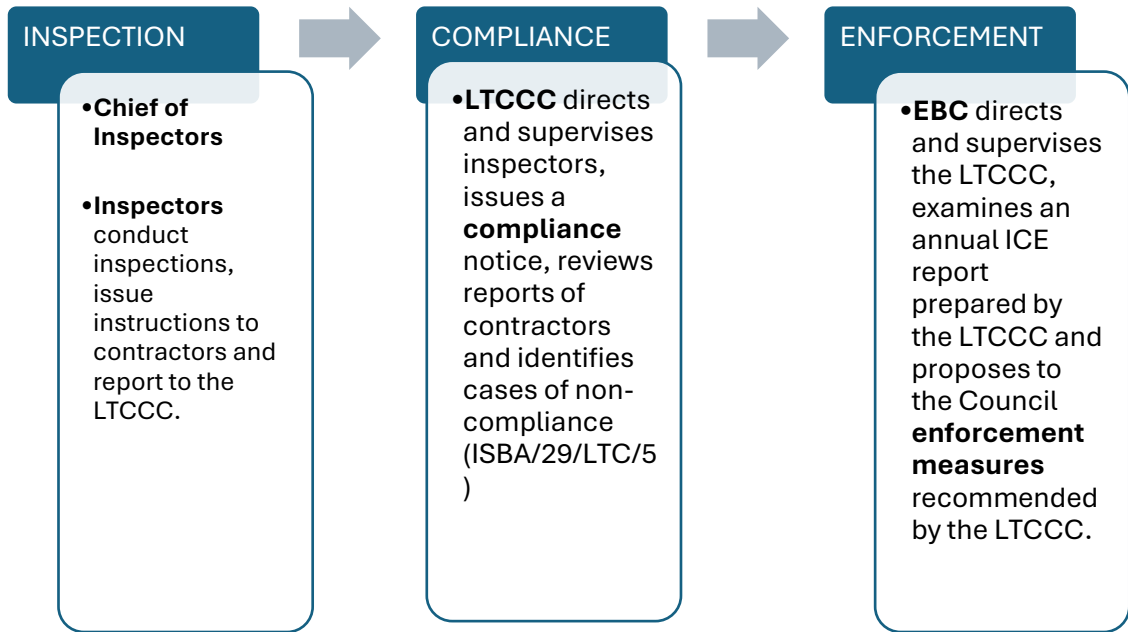 INSPECTION
•Chief of
Inspectors
•Inspectors
conduct
inspections,
issue
instructions to
contractors and
report to the
LTCCC.
COMPLIANCE
•LTCCC directs
and supervises
inspectors,
issues a
compliance
notice, reviews
reports of
contractors
and identifies
cases of non-
compliance
(ISBA/29/LTC/5
)
ENFORCEMENT
•EBC directs
and supervises
the LTCCC,
examines an
annual ICE
report
prepared by
the LTCCC and
proposes to
the Council
enforcement
measures
recommended
by the LTCCC.